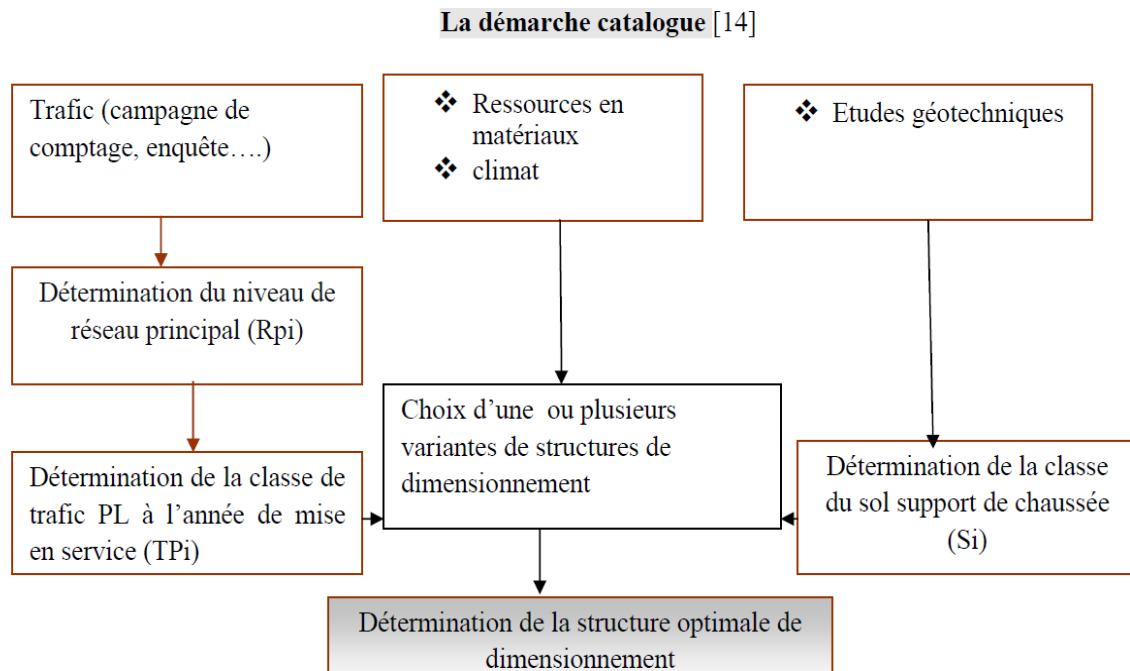 La démarche catalogue [14]
Trafic (campagne de
comptage, enquête….)
❖ Ressources en
matériaux
❖ climat
❖ Etudes géotechniques
Détermination du niveau de
réseau principal (Rpi)
Choix d’une ou plusieurs
variantes de structures de
dimensionnement
Détermination de la classe de
trafic PL à l’année de mise
en service (TPi)
Détermination de la classe
du sol support de chaussée
(Si)
Détermination de la structure optimale de
dimensionnement